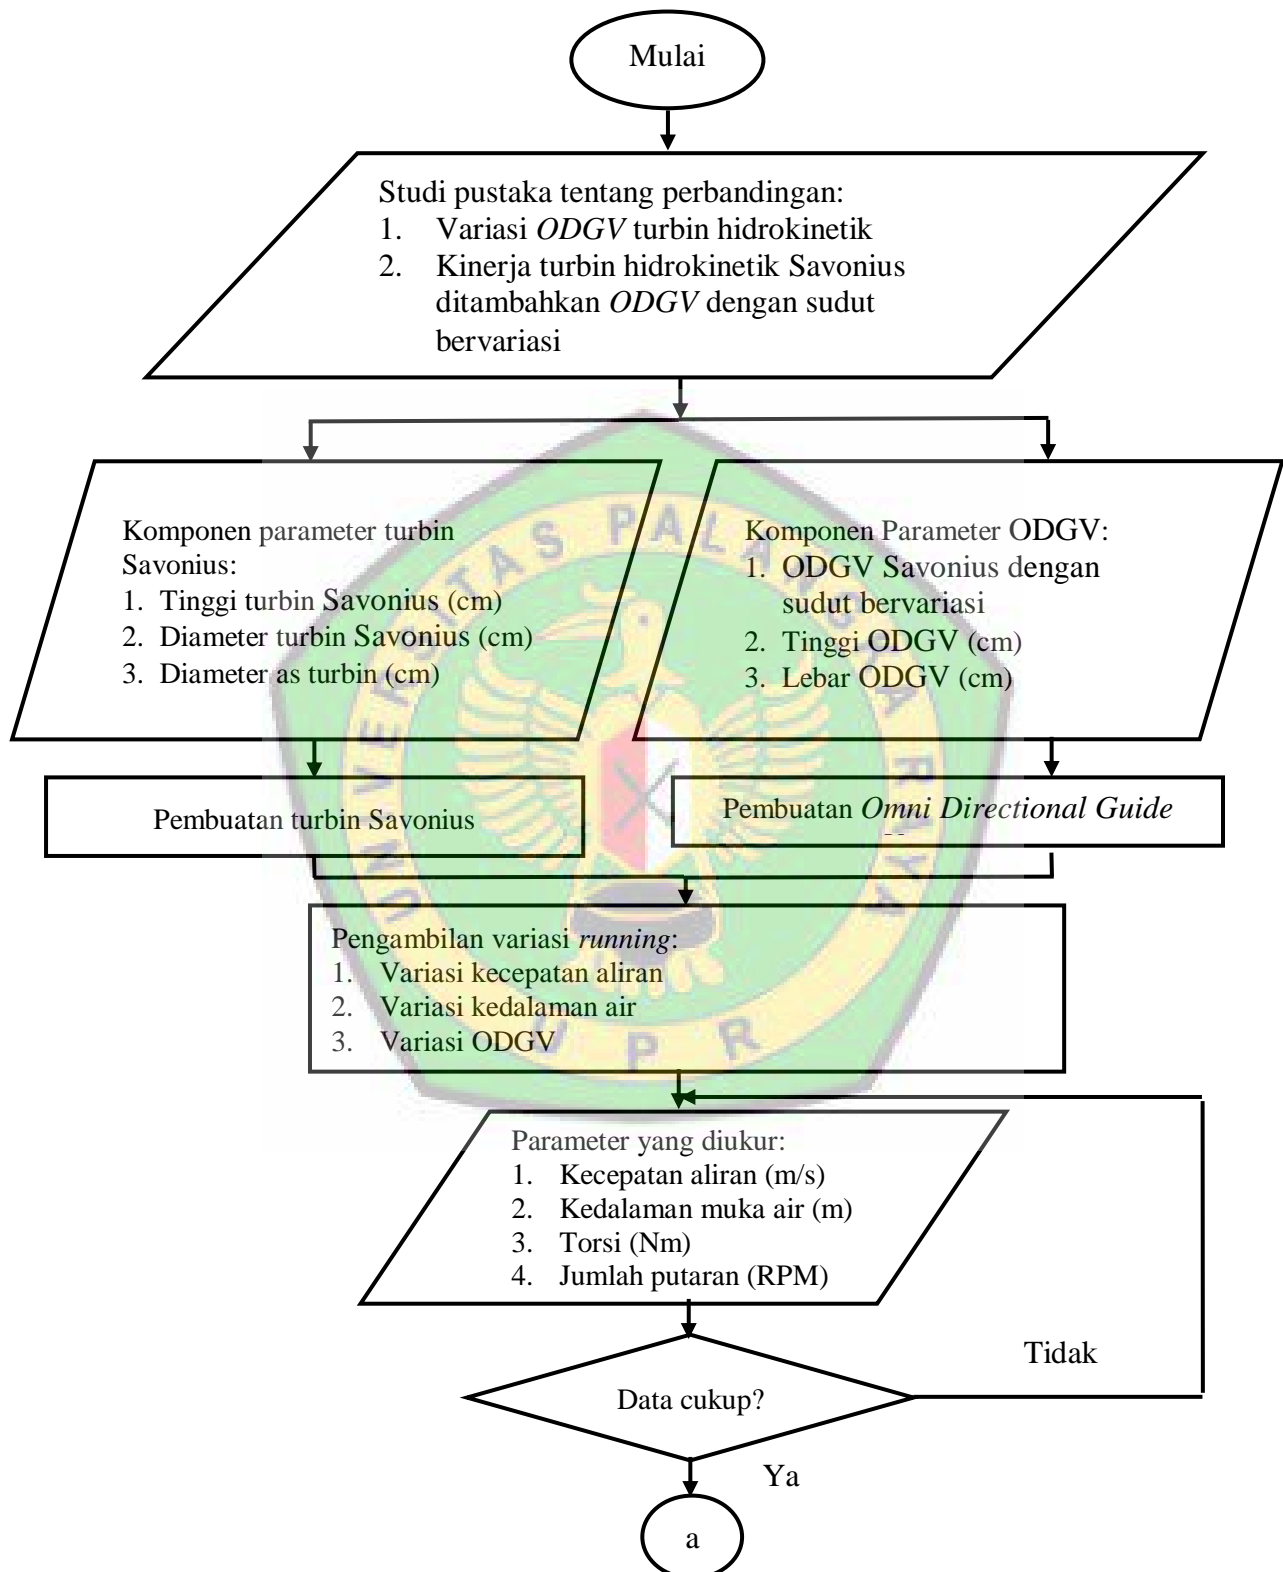 Mulai
Studi pustaka tentang perbandingan:
1. Variasi ODGV turbin hidrokinetik
2. Kinerja turbin hidrokinetik Savonius
ditambahkan ODGV dengan sudut
bervariasi
Komponen parameter turbin
Savonius:
1. Tinggi turbin Savonius (cm)
2. Diameter turbin Savonius (cm)
3. Diameter as turbin (cm)
Komponen Parameter ODGV:
1. ODGV Savonius dengan
sudut bervariasi
2. Tinggi ODGV (cm)
3. Lebar ODGV (cm)
Pembuatan turbin Savonius
Pembuatan Omni Directional Guide
Pengambilan variasi running:
1. Variasi kecepatan aliran
2. Variasi kedalaman air
3. Variasi ODGV
Parameter yang diukur:
1. Kecepatan aliran (m/s)
2. Kedalaman muka air (m)
3. Torsi (Nm)
4. Jumlah putaran (RPM)
Data cukup?
Tidak
Ya
a
UNIVERSITAS PALANGKA RAYA
UPR